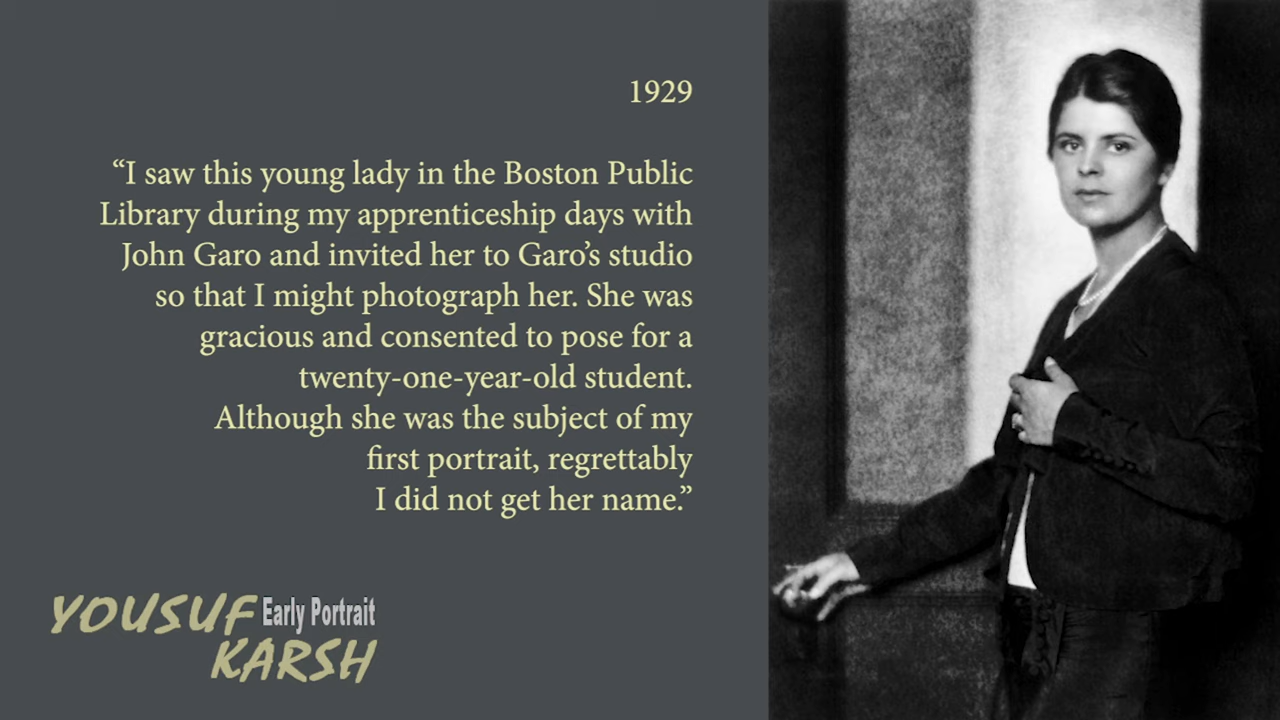 1929
“I saw this young lady in the Boston Public
Library during my apprenticeship days with
John Garo and invited her to Garo’s studio
so that I might photograph her. She was
gracious and consented to pose for a
twenty-one-year-old student.
Although she was the subject of my
first portrait, regrettably
I did not get her name.”
YOUSUF Early Portrait
KARSH